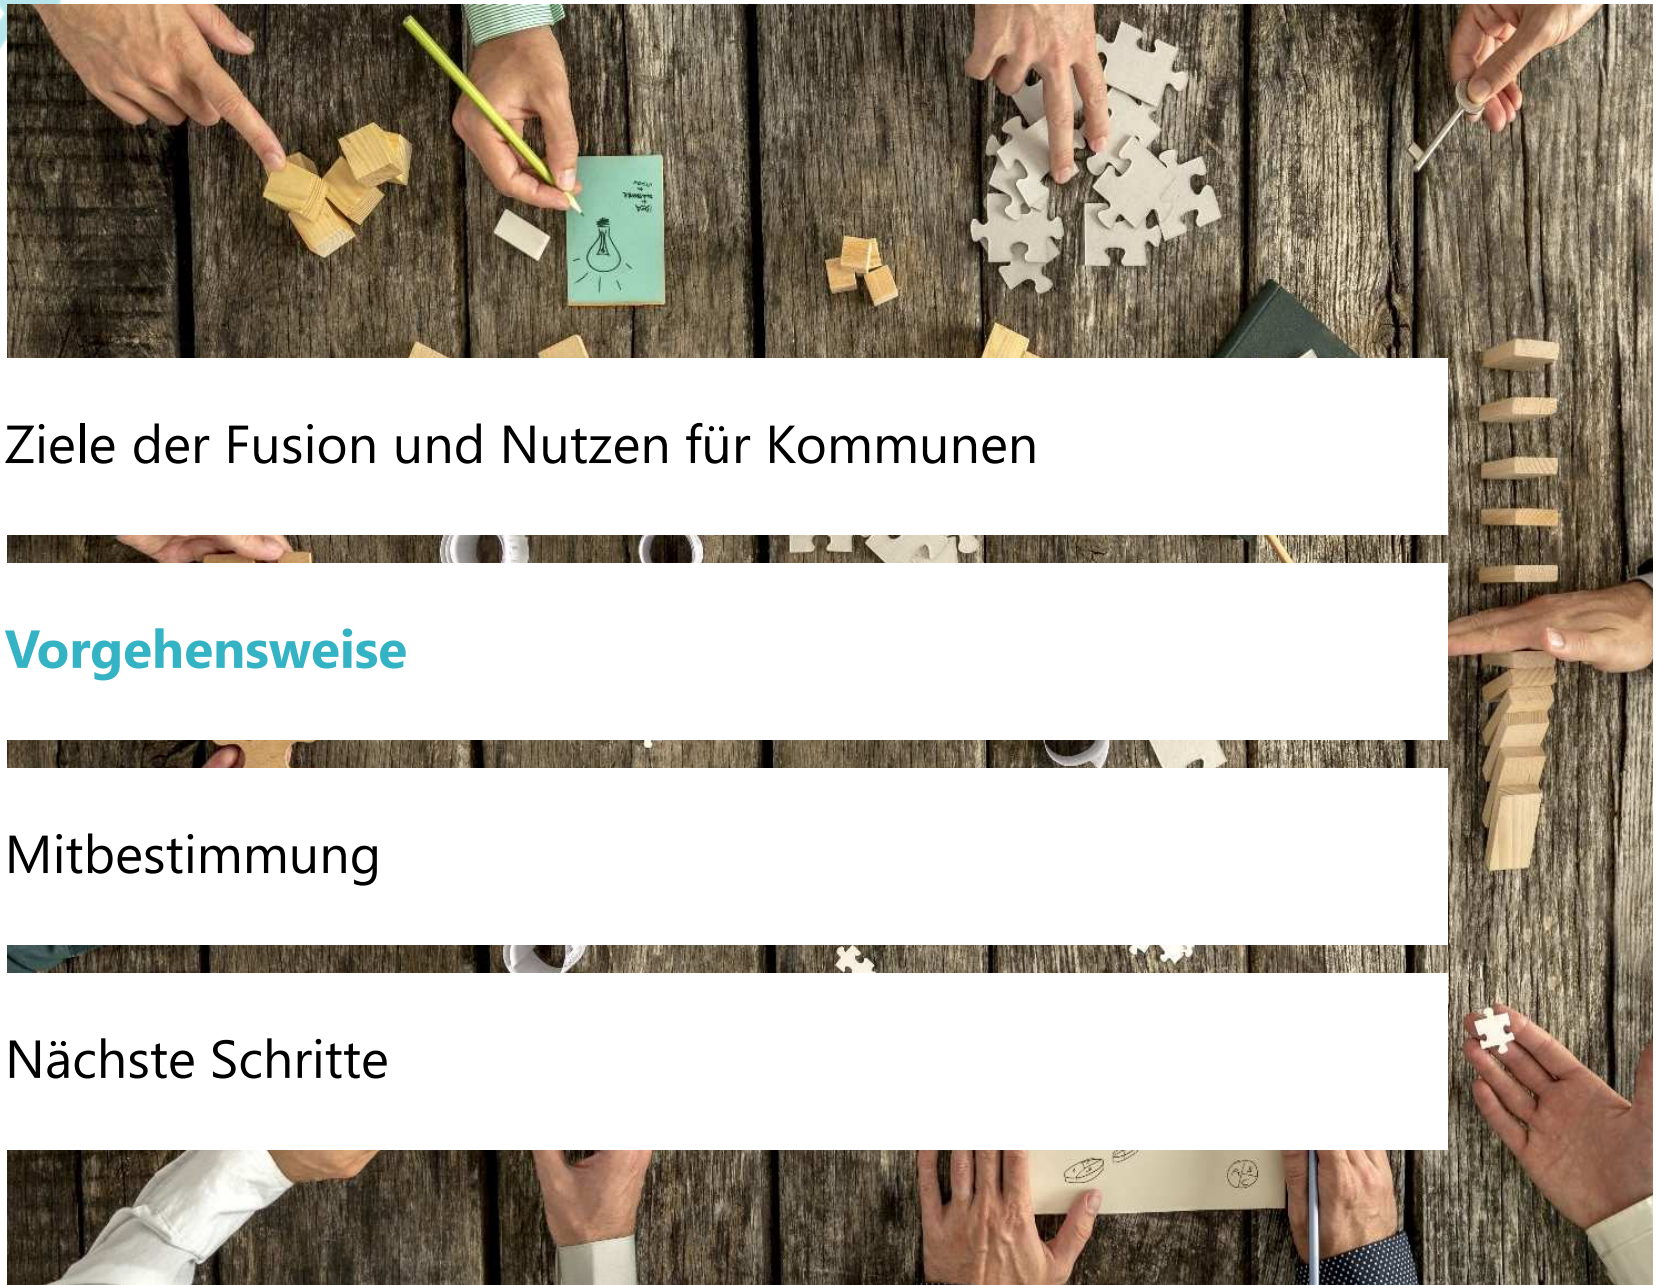 Ziele der Fusion und Nutzen für Kommunen
Vorgehensweise
Mitbestimmung
Nächste Schritte